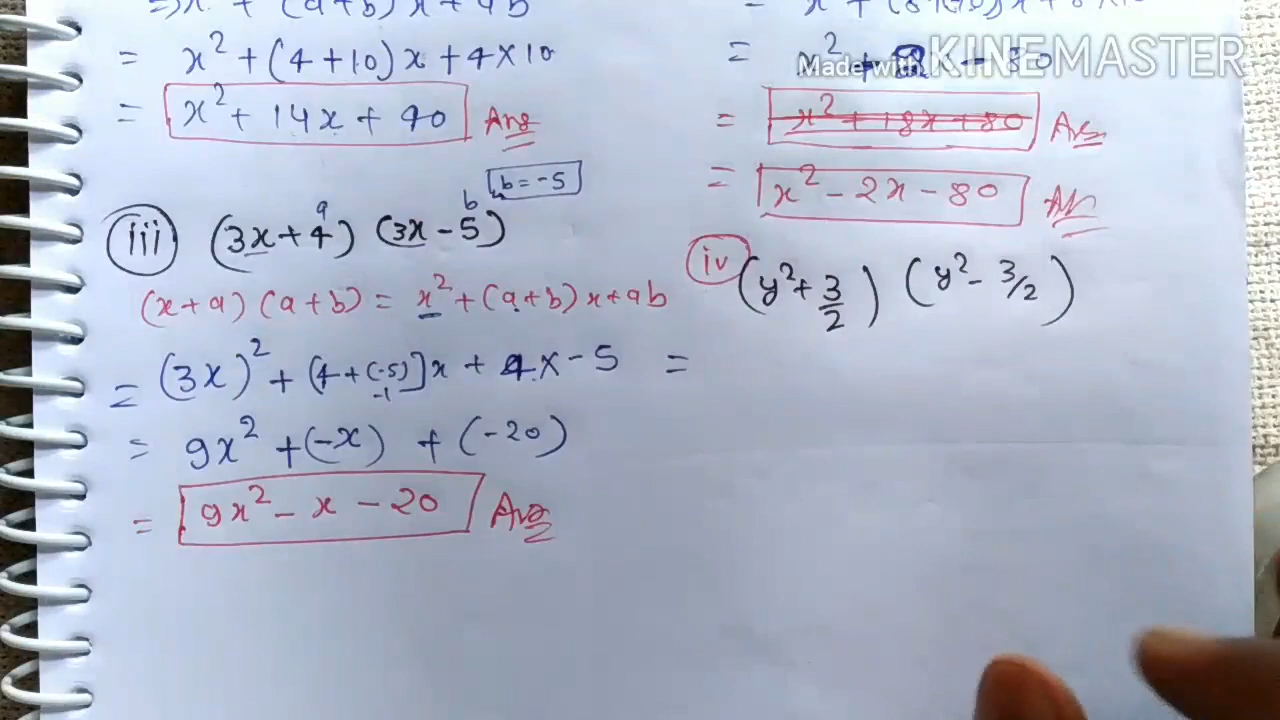 = x² + (4+10)x + 4×10
= x² + 14x + 40 Ans
b = -5
a b
(iii) (3x+4) (3x-5)
(x+a) (a+b) = x² + (a+b)x + ab
= (3x)² + (4+(-5)]x + 4x-5
-1
= 9x² + (-x) + (-20)
= 9x² - x - 20 Ans
Made with KINEMASTER
= x² + 18x + 80 Ans
= x² - 2x - 80 Ans
(iv) (y² + 3/2) (y² - 3/2)
=